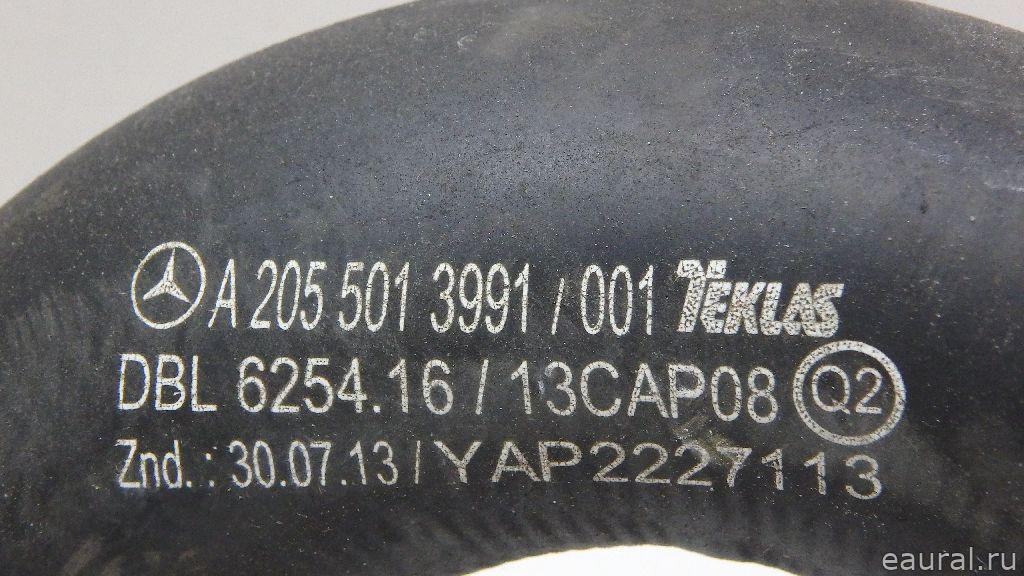 A 205 501 3991 / 001 TEKLAS
DBL 6254.16 / 13CAP08 Q2
Znd. : 30.07.13 / YAP2227113
eaural.ru